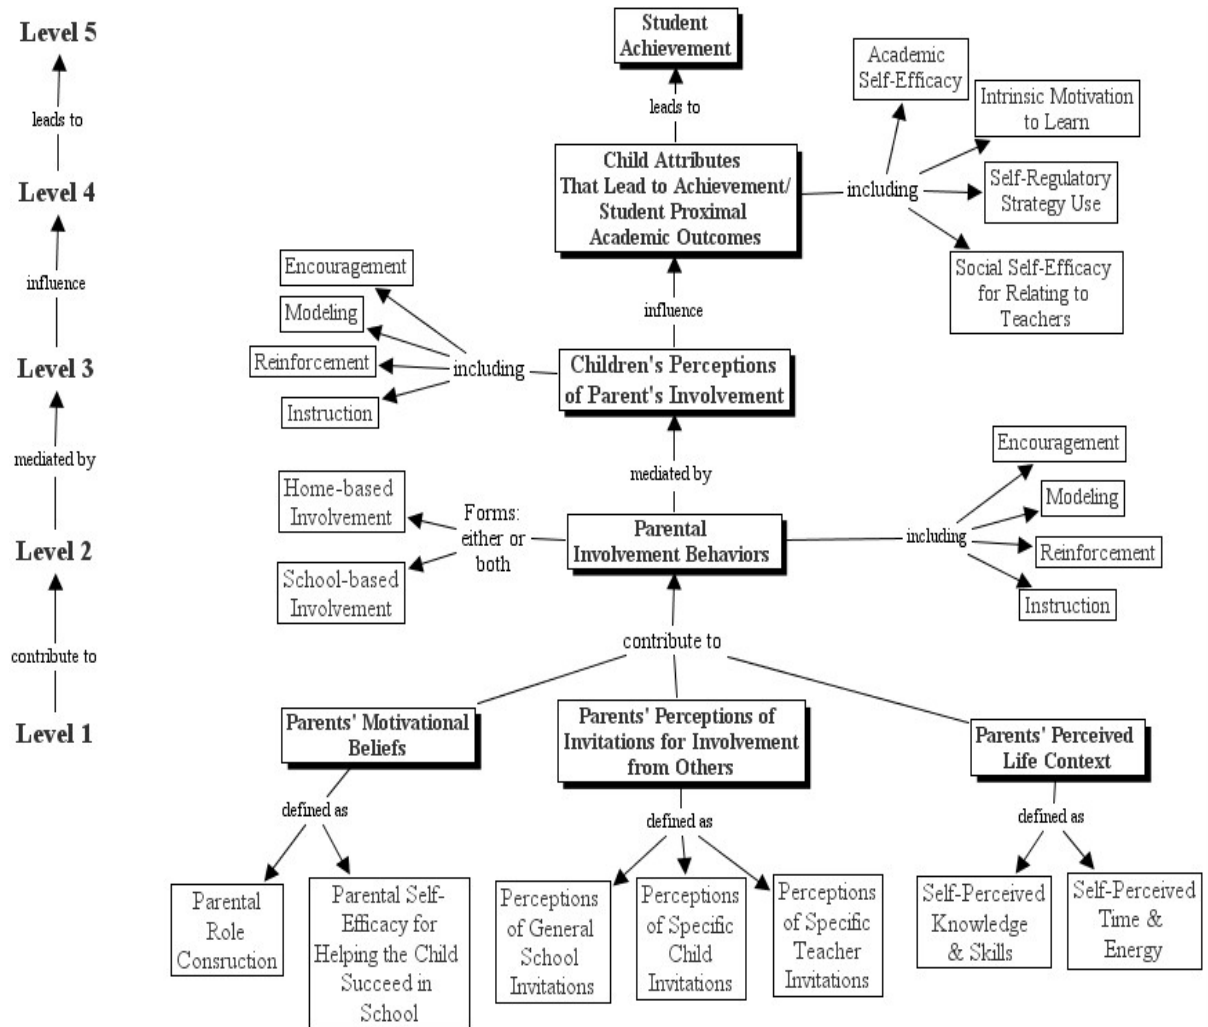 Level 5
leads to
Level 4
influence
Level 3
mediated by
Level 2
contribute to
Level 1
Student
Achievement
leads to
Child Attributes
That Lead to Achievement/
Student Proximal
Academic Outcomes
including
Academic
Self-Efficacy
Intrinsic Motivation
to Learn
Self-Regulatory
Strategy Use
Social Self-Efficacy
for Relating to
Teachers
influence
Children's Perceptions
of Parent's Involvement
including
Encouragement
Modeling
Reinforcement
Instruction
mediated by
Parental
Involvement Behaviors
Forms:
either or
both
Home-based
Involvement
School-based
Involvement
including
Encouragement
Modeling
Reinforcement
Instruction
contribute to
Parents' Motivational
Beliefs
defined as
Parental
Role
Consruction
Parental Self-
Efficacy for
Helping the Child
Succeed in
School
Parents' Perceptions of
Invitations for Involvement
from Others
defined as
Perceptions
of General
School
Invitations
Perceptions
of Specific
Child
Invitations
Perceptions
of Specific
Teacher
Invitations
Parents' Perceived
Life Context
defined as
Self-Perceived
Knowledge
& Skills
Self-Perceived
Time &
Energy